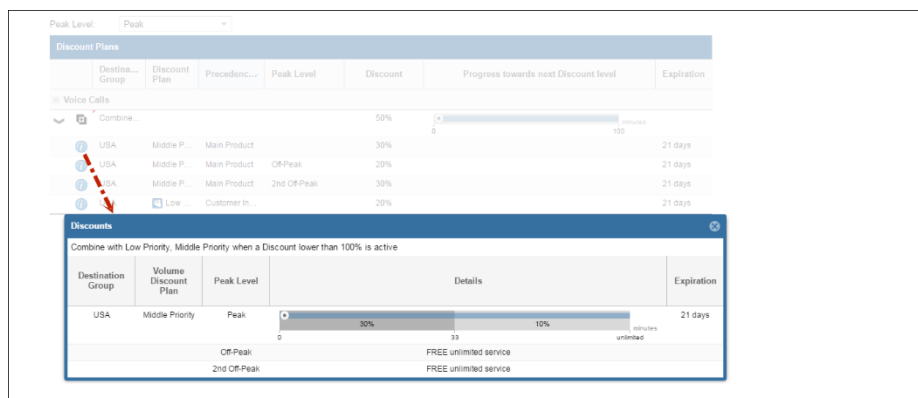 Peak Level: Peak
Discount Plans
Destina... Group Discount Plan Precedenc... Peak Level Discount Progress towards next Discount level Expiration
Voice Calls
Combine... 50% minutes
0 100
USA Middle P... Main Product 30% 21 days
USA Middle P... Main Product Off-Peak 20% 21 days
USA Middle P... Main Product 2nd Off-Peak 30% 21 days
Low ... Customer In... 20% 21 days
Discounts
Combine with Low Priority, Middle Priority when a Discount lower than 100% is active
Destination Group Volume Discount Plan Peak Level Details Expiration
USA Middle Priority Peak 30% 10% minutes 21 days
0 33 unlimited
Off-Peak FREE unlimited service
2nd Off-Peak FREE unlimited service